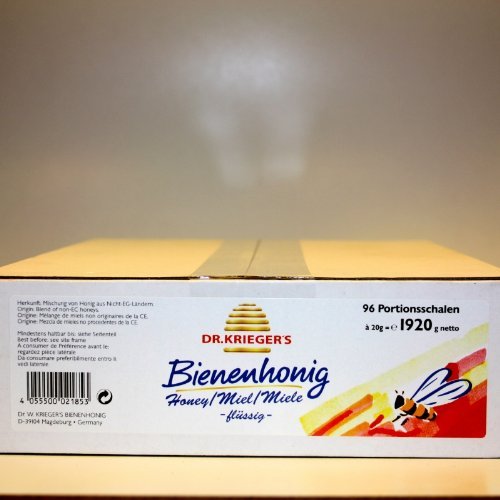 Herkunft: Mischung von Honig aus Nicht-EG-Ländern.
Origin: Blend of non-EC honeys.
Origine: Mélange de miels non originaires de la CE.
Origine: Mezcla de mieles no procedentes de la CE.
Mindestens haltbar bis: siehe Seitenteil
Best before: see site frame
A consumer de Préférence avant le:
regardez pièce latérale
Da consumare preferibilmente entro il
vedi laterale
4 055500 021853
Dr. W. KRIEGER'S BIENENHONIG
D-39104 Magdeburg • Germany
DR. KRIEGER'S
Bienenhonig
Honey/Miel/Miele
- flüssig -
96 Portionsschalen
à 20g = e 1920 g netto